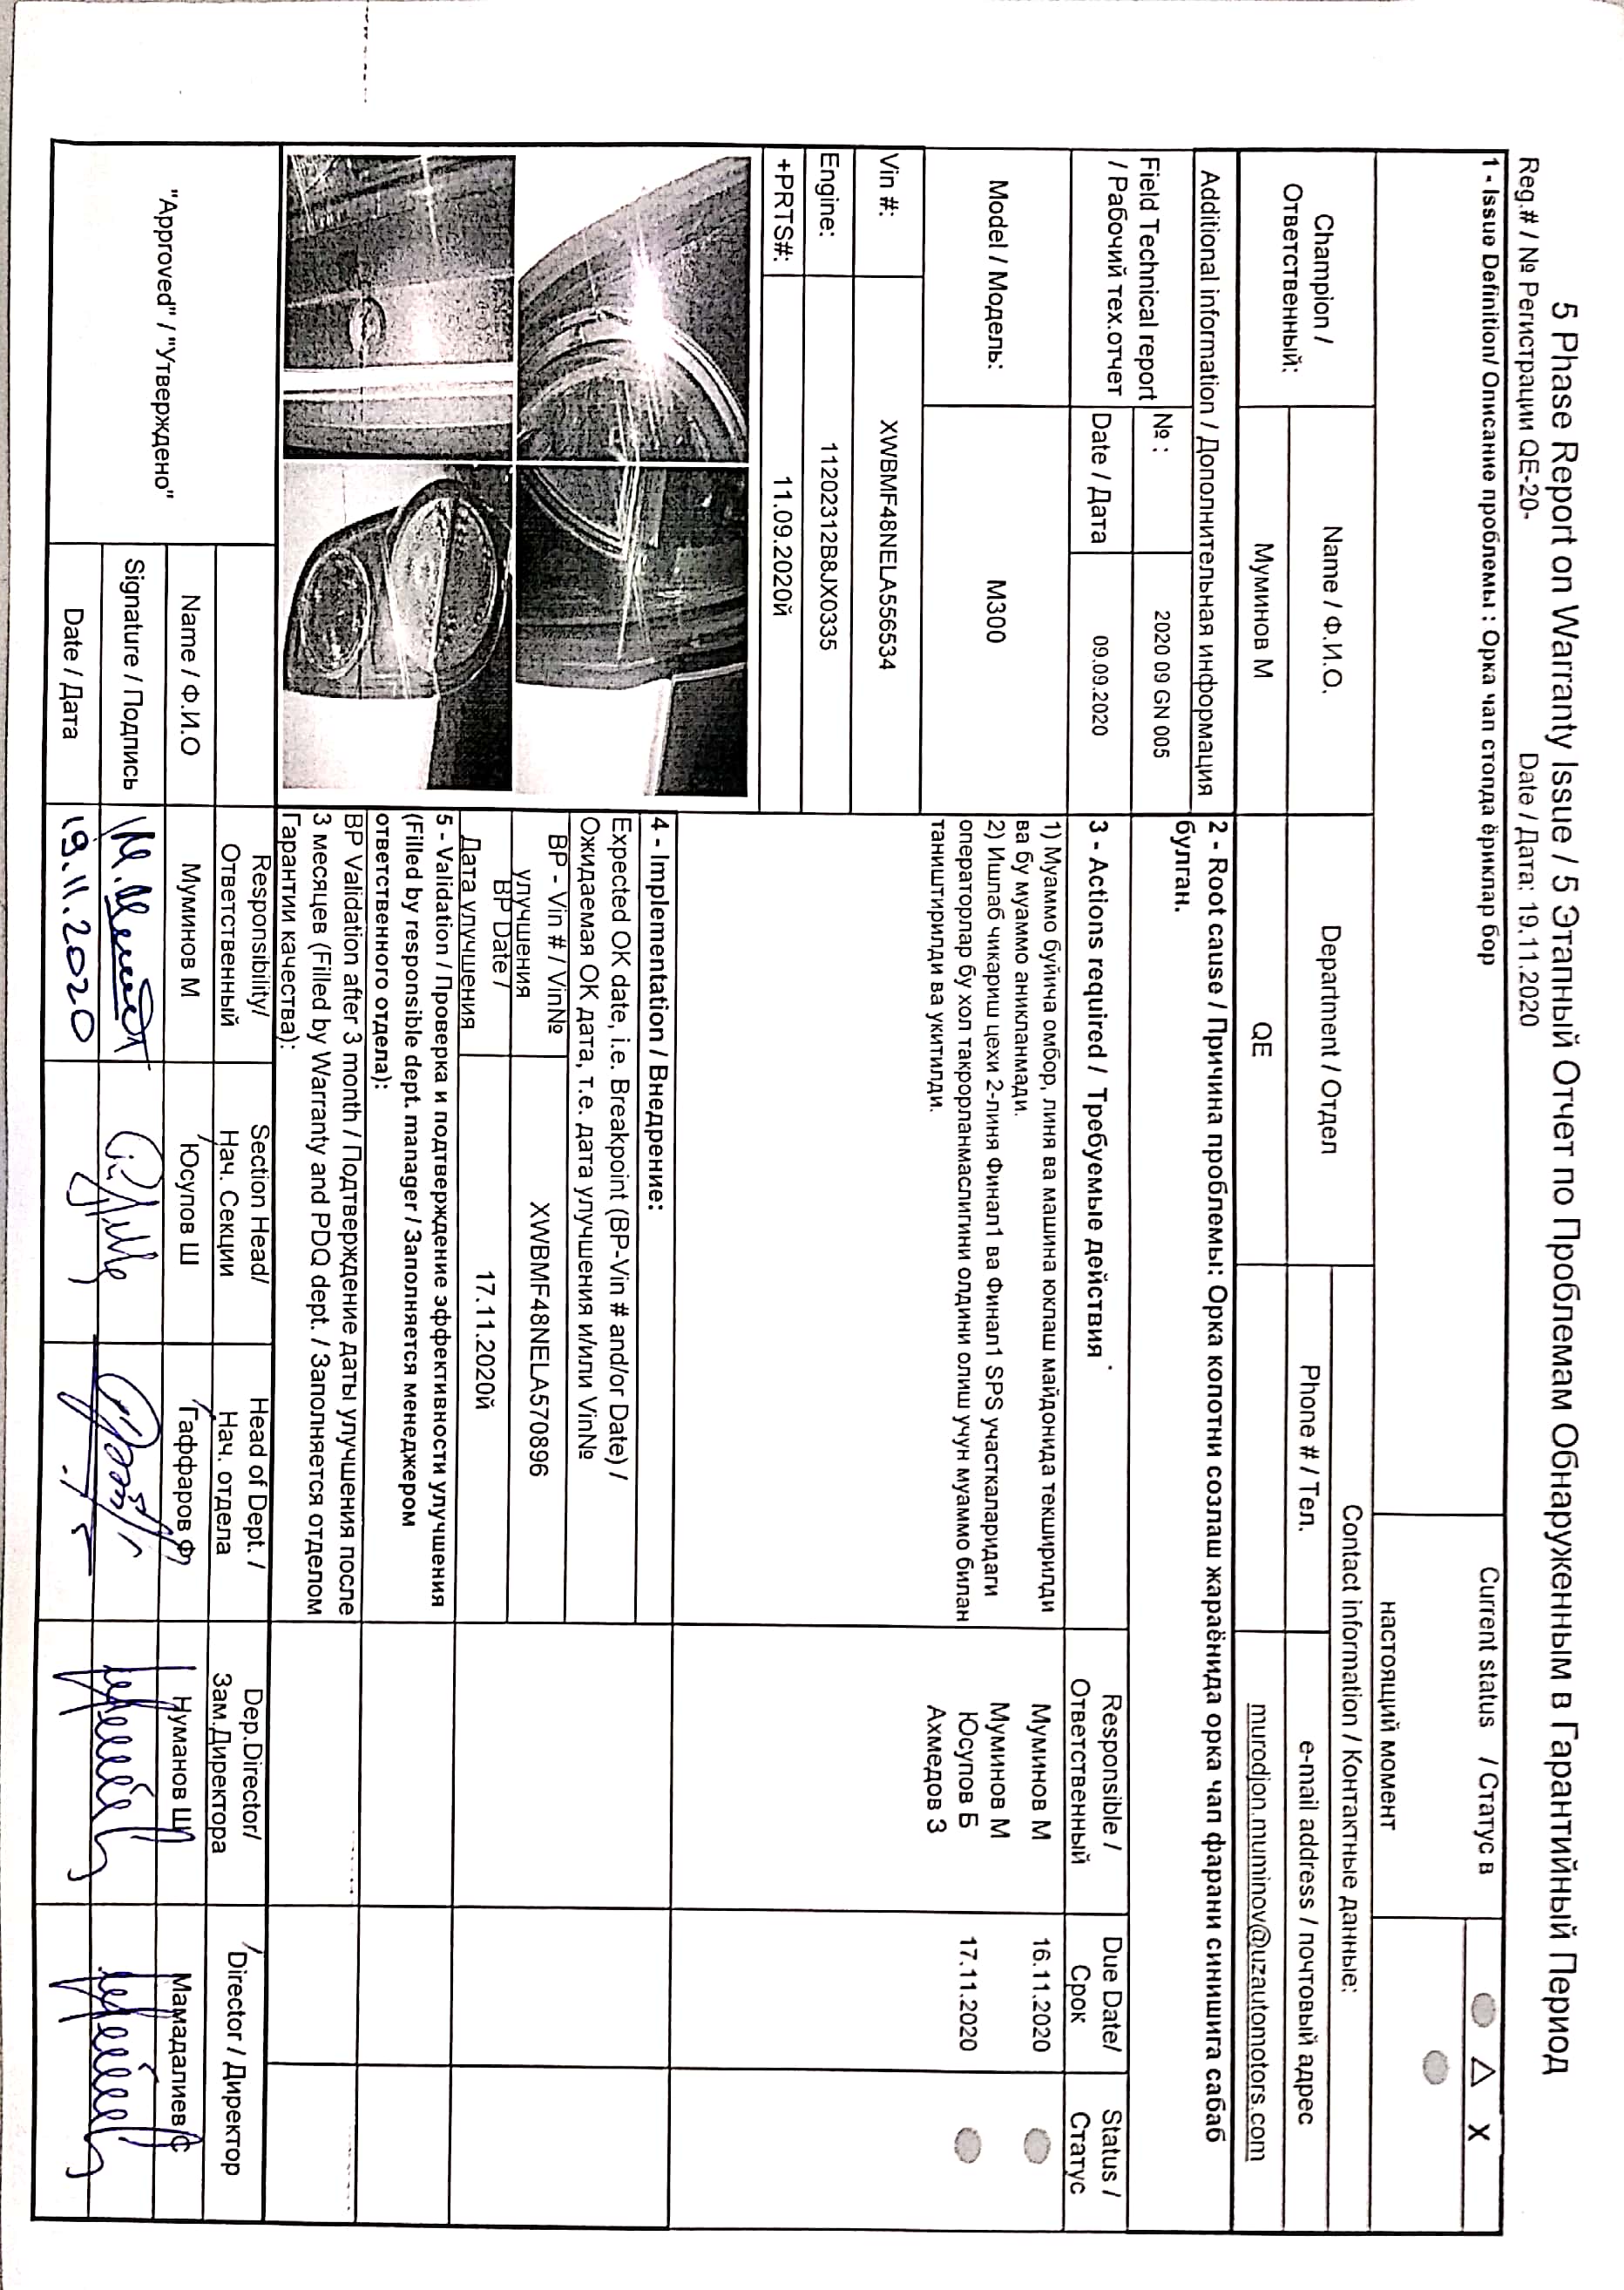 5 Phase Report on Warranty Issue / 5 Этапный Отчет по Проблемам Обнаруженным в Гарантийный Период
Reg.# / № Регистрации QE-20- Date / Дата: 19.11.2020
1 - Issue Definition/ Описание проблемы : Орка чап стопда ёриклар бор
Current status / Статус в
настоящий момент
△ X
Champion /
Ответственный:
Name / Ф.И.О.
Department / Отдел
Contact information / Контактные данные:
Phone # / Тел.
e-mail address / почтовый адрес
Муминов М
QE
murodjon.muminov@uzautomotors.com
Additional information / Дополнительная информация
Field Technical report
/ Рабочий тех.отчет
№ :
2020 09 GN 005
Date / Дата
09.09.2020
Model / Модель:
M300
Vin #:
XWBMF48NELA556534
Engine:
11202312B8JX0335
+PRTS#:
11.09.2020й
2 - Root cause / Причина проблемы: Орка копотни созлаш жараёнида орка чап фарани синишига сабаб
булган.
3 - Actions required / Требуемые действия
Responsible /
Ответственный
Due Date/
Срок
Status /
Статус
1) Муаммо буйича омбор, линя ва машина юклаш майдонида текширилди
ва бу муаммо аникланмади.
2) Ишлаб чикариш цехи 2-линя Финал1 ва Финал1 SPS участкаларидаги
операторлар бу хол такрорланмаслигини олдини олиш учун муаммо билан
таништирилди ва укитилди.
Муминов М
Муминов М
Юсупов Б
Ахмедов З
16.11.2020
17.11.2020
4 - Implementation / Внедрение:
Expected OK date, i.e. Breakpoint (BP-Vin # and/or Date) /
Ожидаемая ОК дата, т.е. дата улучшения и/или Vin№
BP - Vin # / Vin№
улучшения
XWBMF48NELA570896
BP Date /
Дата улучшения
17.11.2020й
5 - Validation / Проверка и подтверждение эффективности улучшения
(Filled by responsible dept. manager / Заполняется менеджером
ответственного отдела):
BP Validation after 3 month / Подтверждение даты улучшения после
3 месяцев (Filled by Warranty and PDQ dept. / Заполняется отделом
Гарантии качества):
"Approved" / "Утверждено"
Responsibility/
Ответственный
Section Head/
Нач. Секции
Head of Dept. /
Нач. отдела
Dep.Director/
Зам.Директора
Director / Директор
Name / Ф.И.О
Муминов М
Юсупов Ш
Гаффаров Ф
Нуманов Ш
Мамадалиев С
Signature / Подпись
Date / Дата
19.11.2020